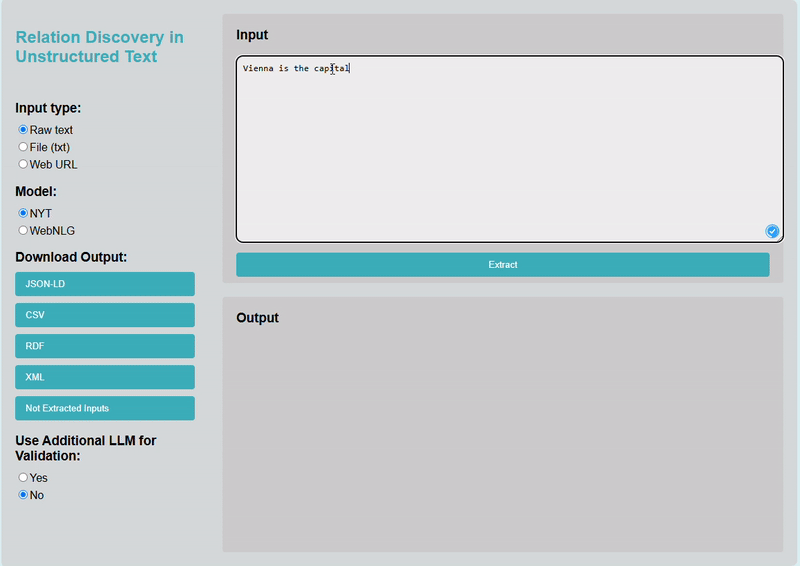 Relation Discovery in
Unstructured Text
Input type:
Raw text
File (txt)
Web URL
Model:
NYT
WebNLG
Download Output:
JSON-LD
CSV
RDF
XML
Not Extracted Inputs
Use Additional LLM for
Validation:
Yes
No
Input
Vienna is the capital
Extract
Output